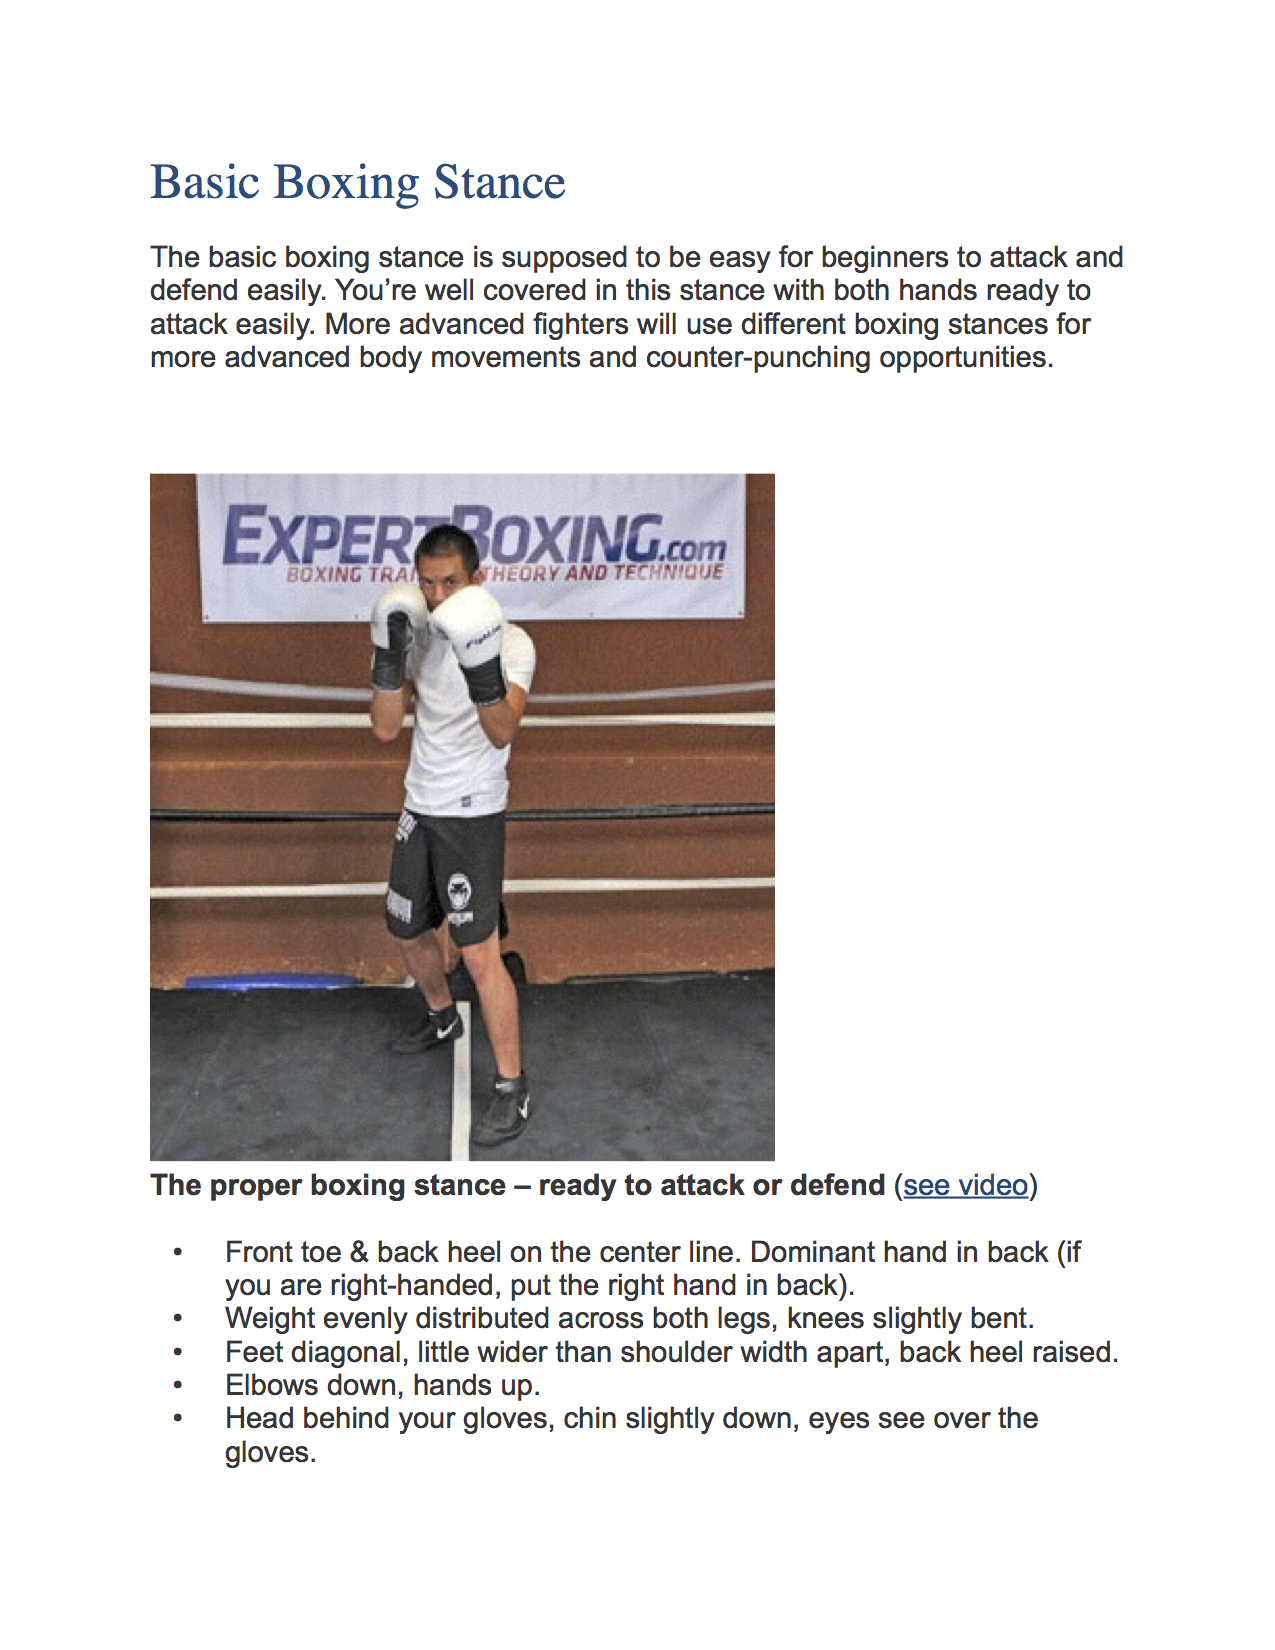 Basic Boxing Stance
The basic boxing stance is supposed to be easy for beginners to attack and
defend easily. You’re well covered in this stance with both hands ready to
attack easily. More advanced fighters will use different boxing stances for
more advanced body movements and counter-punching opportunities.
EXPERTBOXING.com
BOXING TRAI THEORY AND TECHNIQUE
The proper boxing stance – ready to attack or defend (see video)
• Front toe & back heel on the center line. Dominant hand in back (if
you are right-handed, put the right hand in back).
• Weight evenly distributed across both legs, knees slightly bent.
• Feet diagonal, little wider than shoulder width apart, back heel raised.
• Elbows down, hands up.
• Head behind your gloves, chin slightly down, eyes see over the
gloves.